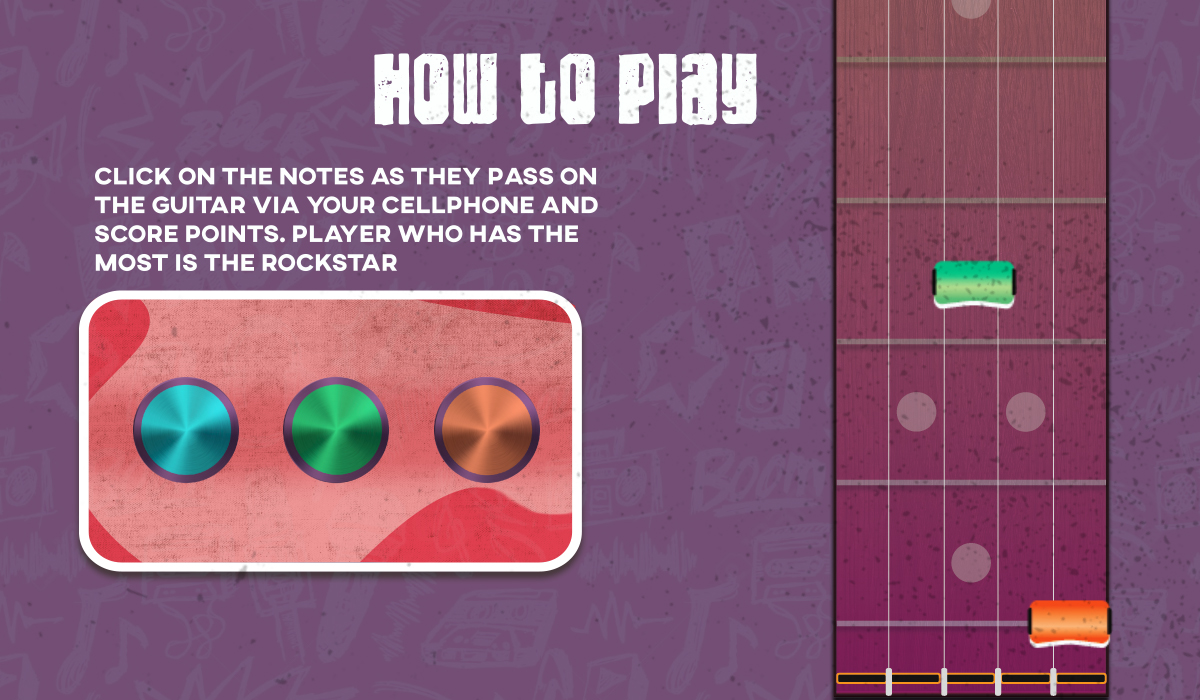 How to Play
CLICK ON THE NOTES AS THEY PASS ON
THE GUITAR VIA YOUR CELLPHONE AND
SCORE POINTS. PLAYER WHO HAS THE
MOST IS THE ROCKSTAR
BOOM